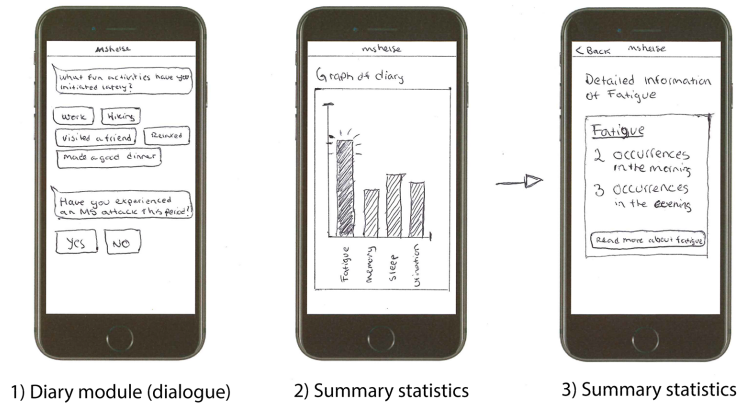 mshelse
What fun activities have you
initiated lately?
Work
Hiking
Visited a friend
Relaxed
Made a good dinner
Have you experienced
an MS attack this period?
Yes
NO
mshelse
Graph of diary
Fatigue
Memory
Sleep
Urination
mshelse
< Back
Detailed Information
of Fatigue
Fatigue
2 occurrences
in the morning
3 occurrences
in the evening
Read more about fatigue
1) Diary module (dialogue)
2) Summary statistics
3) Summary statistics